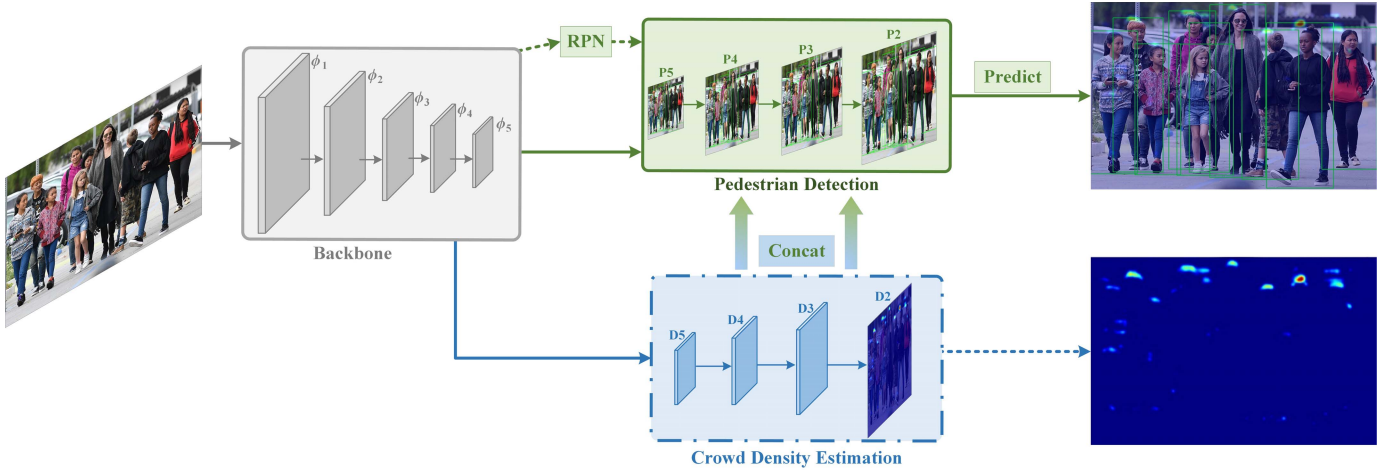 ϕ1
ϕ2
ϕ3
ϕ4
ϕ5
Backbone
RPN
P5
P4
P3
P2
Pedestrian Detection
Predict
Concat
D5
D4
D3
D2
Crowd Density Estimation